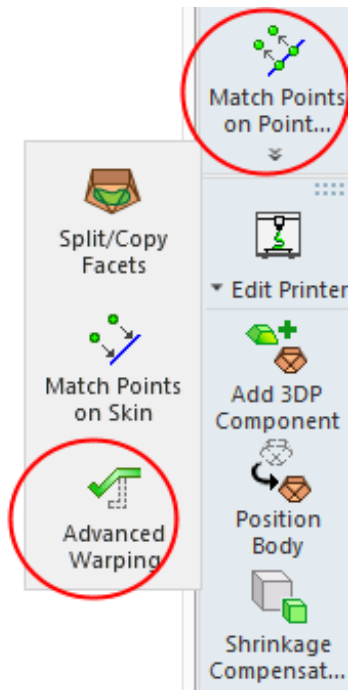 Match Points
on Point...
Split/Copy
Facets
Match Points
on Skin
Advanced
Warping
Edit Printer
Add 3DP
Component
Position
Body
Shrinkage
Compensat...